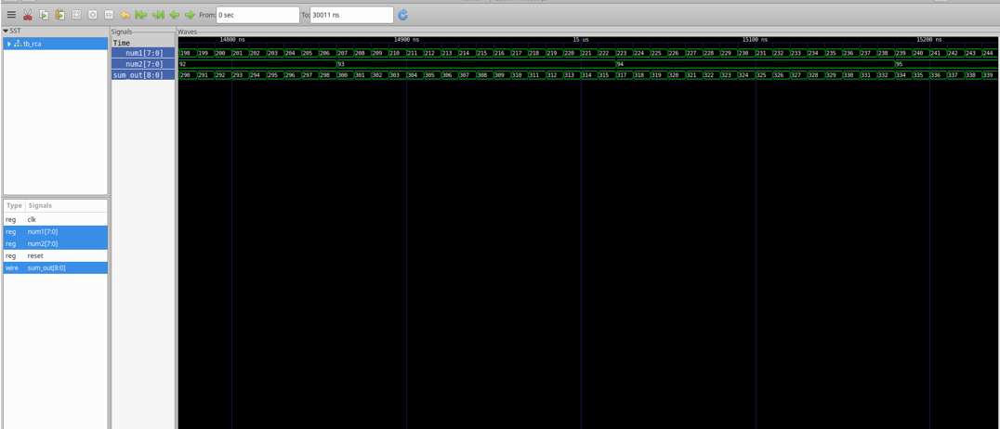 From: 0 sec To: 30011 ns
SST
tb_rca
Type Signals
reg clk
reg num1[7:0]
reg num2[7:0]
reg reset
wire sum_out[8:0]
Signals
Time
num1[7:0]
num2[7:0]
sum_out[8:0]
Waves
14800 ns 14900 ns 15 us 15100 ns 15200 ns
198 199 200 201 202 203 204 205 206 207 208 209 210 211 212 213 214 215 216 217 218 219 220 221 222 223 224 225 226 227 228 229 230 231 232 233 234 235 236 237 238 239 240 241 242 243 244
92 93 94 95
290 291 292 293 294 295 296 297 298 300 301 302 303 304 305 306 307 308 309 310 311 312 313 314 315 317 318 319 320 321 322 323 324 325 326 327 328 329 330 331 332 334 335 336 337 338 339